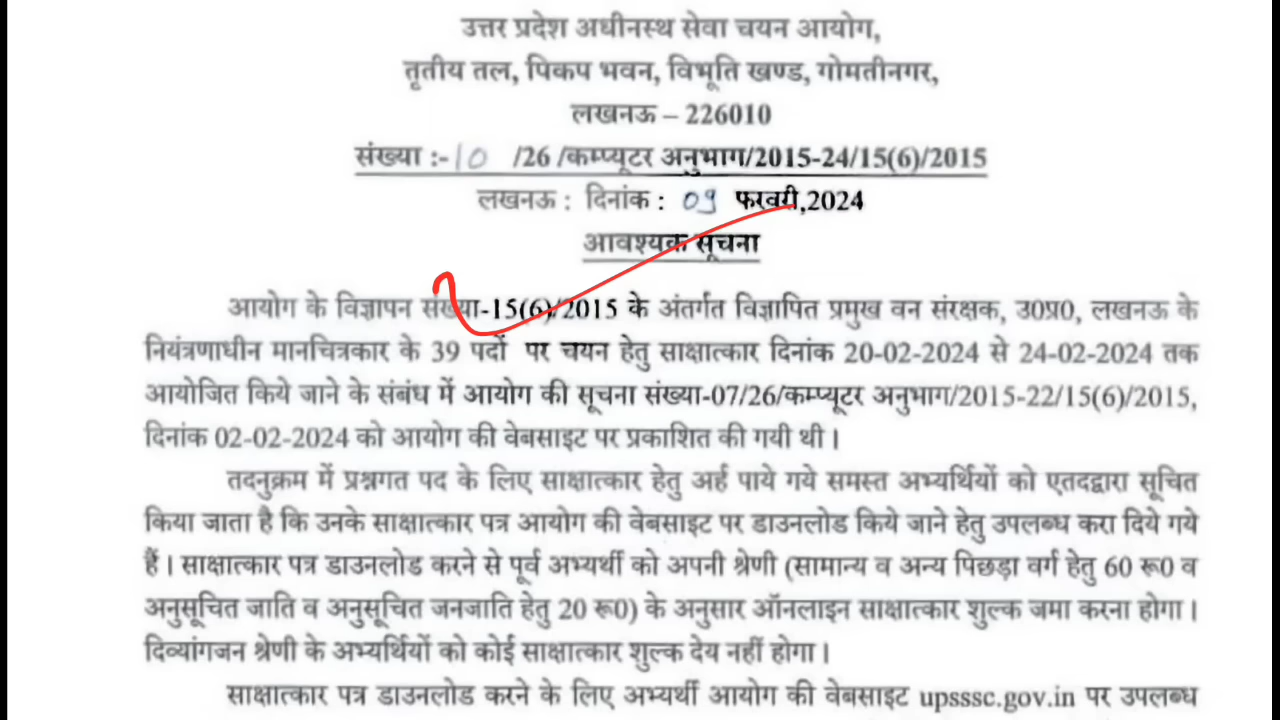 उत्तर प्रदेश अधीनस्थ सेवा चयन आयोग,
तृतीय तल, पिकप भवन, विभूति खण्ड, गोमतीनगर,
लखनऊ – 226010
संख्या :-10 /26 /कम्प्यूटर अनुभाग/2015-24/15(6)/2015
लखनऊ : दिनांक : 09 फरवरी,2024
आवश्यक सूचना
आयोग के विज्ञापन संख्या-15(6)/2015 के अंतर्गत विज्ञापित प्रमुख वन संरक्षक, उ0प्र0, लखनऊ के
नियंत्रणाधीन मानचित्रकार के 39 पदों पर चयन हेतु साक्षात्कार दिनांक 20-02-2024 से 24-02-2024 तक
आयोजित किये जाने के संबंध में आयोग की सूचना संख्या-07/26/कम्प्यूटर अनुभाग/2015-22/15(6)/2015,
दिनांक 02-02-2024 को आयोग की वेबसाइट पर प्रकाशित की गयी थी।
तदनुक्रम में प्रश्नगत पद के लिए साक्षात्कार हेतु अर्ह पाये गये समस्त अभ्यर्थियों को एतदद्वारा सूचित
किया जाता है कि उनके साक्षात्कार पत्र आयोग की वेबसाइट पर डाउनलोड किये जाने हेतु उपलब्ध करा दिये गये
हैं। साक्षात्कार पत्र डाउनलोड करने से पूर्व अभ्यर्थी को अपनी श्रेणी (सामान्य व अन्य पिछड़ा वर्ग हेतु 60 रू0 व
अनुसूचित जाति व अनुसूचित जनजाति हेतु 20 रू0) के अनुसार ऑनलाइन साक्षात्कार शुल्क जमा करना होगा।
दिव्यांगजन श्रेणी के अभ्यर्थियों को कोई साक्षात्कार शुल्क देय नहीं होगा।
साक्षात्कार पत्र डाउनलोड करने के लिए अभ्यर्थी आयोग की वेबसाइट upsssc.gov.in पर उपलब्ध